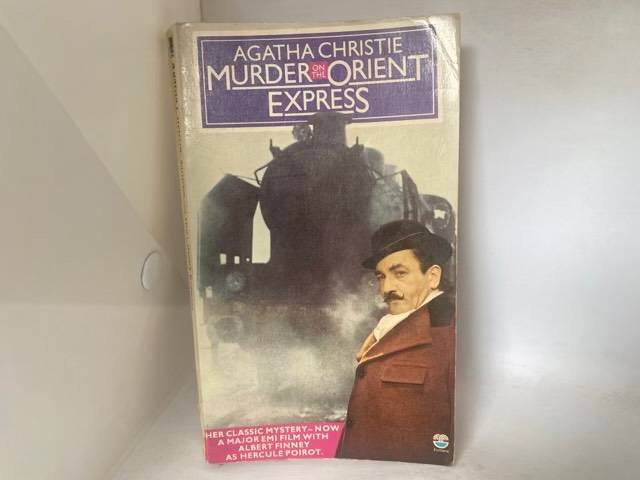 AGATHA CHRISTIE
MURDER ON THE ORIENT
EXPRESS
HER CLASSIC MYSTERY–NOW
A MAJOR EMI FILM WITH
ALBERT FINNEY
AS HERCULE POIROT.